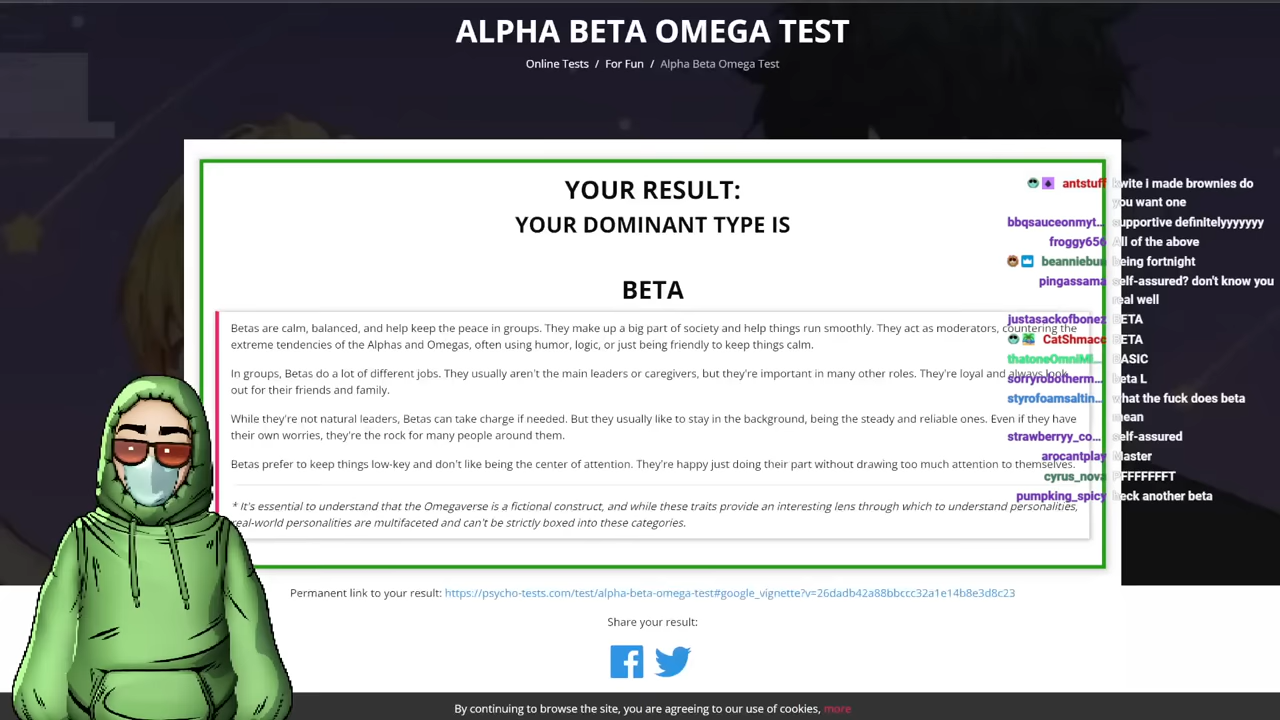 ALPHA BETA OMEGA TEST
Online Tests / For Fun / Alpha Beta Omega Test
YOUR RESULT:
YOUR DOMINANT TYPE IS
BETA
Betas are calm, balanced, and help keep the peace in groups. They make up a big part of society and help things run smoothly. They act as moderators, countering the
extreme tendencies of the Alphas and Omegas, often using humor, logic, or just being friendly to keep things calm.
In groups, Betas do a lot of different jobs. They usually aren't the main leaders or caregivers, but they're important in many other roles. They're loyal and always look
out for their friends and family.
While they're not natural leaders, Betas can take charge if needed. But they usually like to stay in the background, being the steady and reliable ones. Even if they have
their own worries, they're the rock for many people around them.
Betas prefer to keep things low-key and don't like being the center of attention. They're happy just doing their part without drawing too much attention to themselves.
* It's essential to understand that the Omegaverse is a fictional construct, and while these traits provide an interesting lens through which to understand personalities,
real-world personalities are multifaceted and can't be strictly boxed into these categories.
Permanent link to your result: https://psycho-tests.com/test/alpha-beta-omega-test#google_vignette?v=26dadb42a88bbccc32a1e14b8e3d8c23
Share your result:
By continuing to browse the site, you are agreeing to our use of cookies, more
antstuff kwite i made brownies do
you want one
bbqsauceonmyt... supportive definitelyyyyyy
froggy656 All of the above
beanniebun being fortnight
pingassama self-assured? don't know you
real well
justasackofbonez BETA
CatShmacc BETA
thatoneOmniMi... BASIC
sorryrobotherm... beta L
styrofoamsaltin... what the fuck does beta
mean
strawberryy_co... self-assured
arocantplay Master
cyrus_nova PFFFFFFFT
pumpking_spicy heck another beta